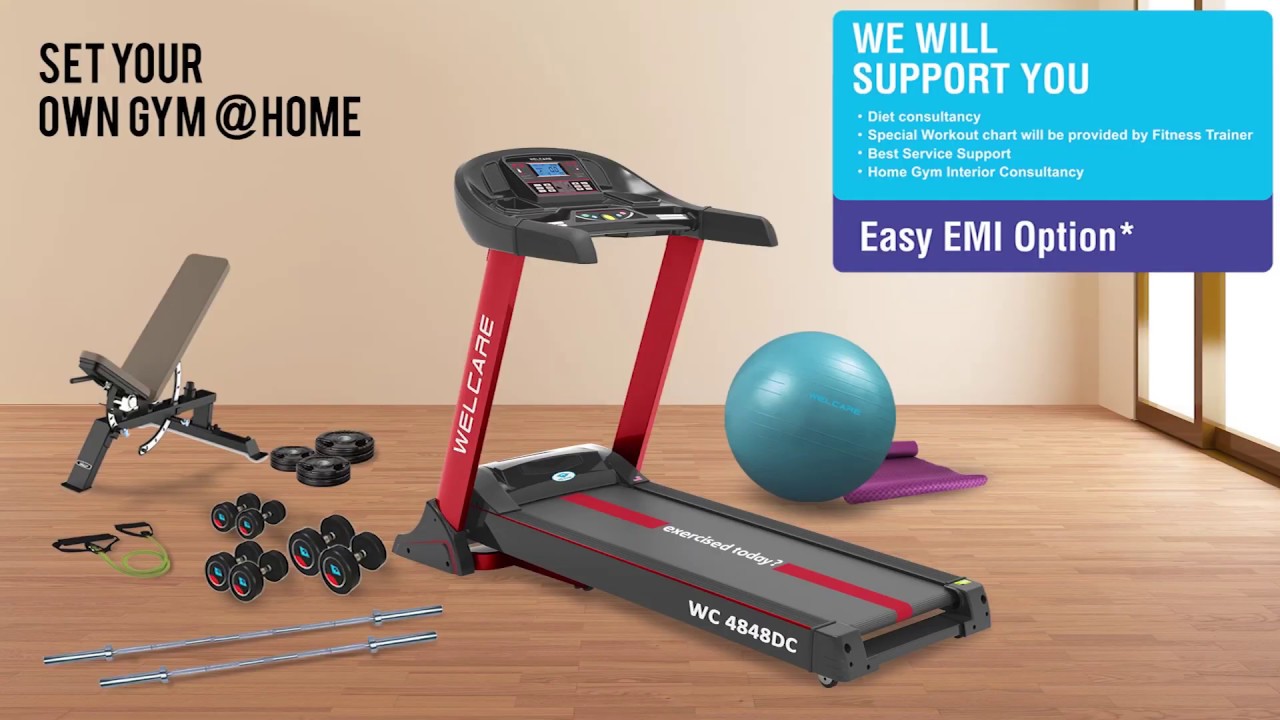 SET YOUR
OWN GYM @HOME
WE WILL
SUPPORT YOU
• Diet consultancy
• Special Workout chart will be provided by Fitness Trainer
• Best Service Support
• Home Gym Interior Consultancy
Easy EMI Option*
WELCARE
WELCARE
WELCARE
exercised today?
WC 4848DC